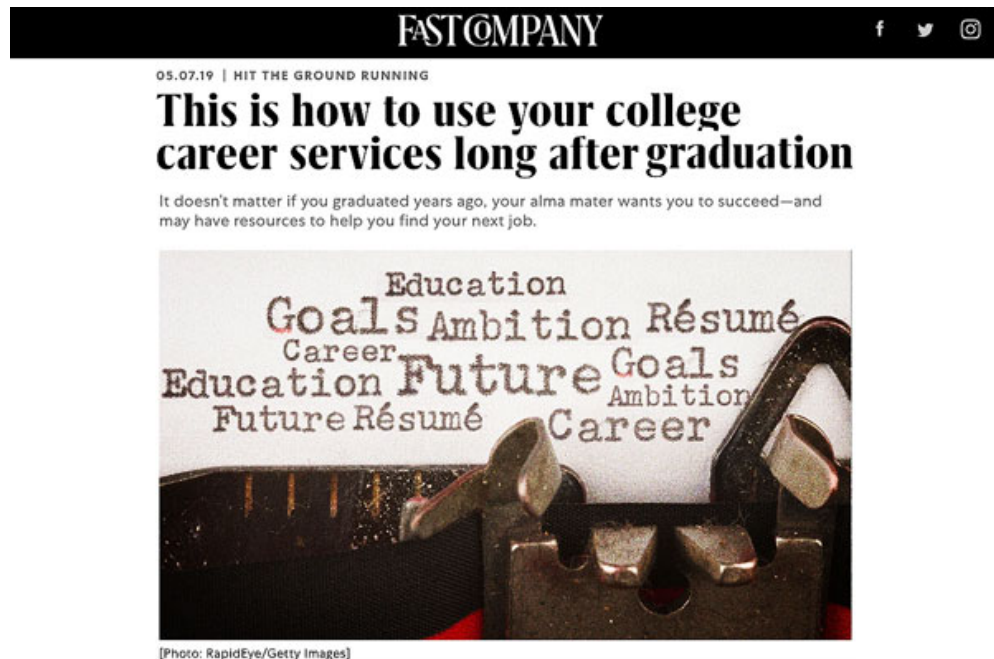 FAST COMPANY
05.07.19 | HIT THE GROUND RUNNING
This is how to use your college
career services long after graduation
It doesn't matter if you graduated years ago, your alma mater wants you to succeed—and
may have resources to help you find your next job.
Education
Goals Ambition Résumé
Career
Education Future Goals
Ambition
Future Résumé Career
[Photo: RapidEye/Getty Images]